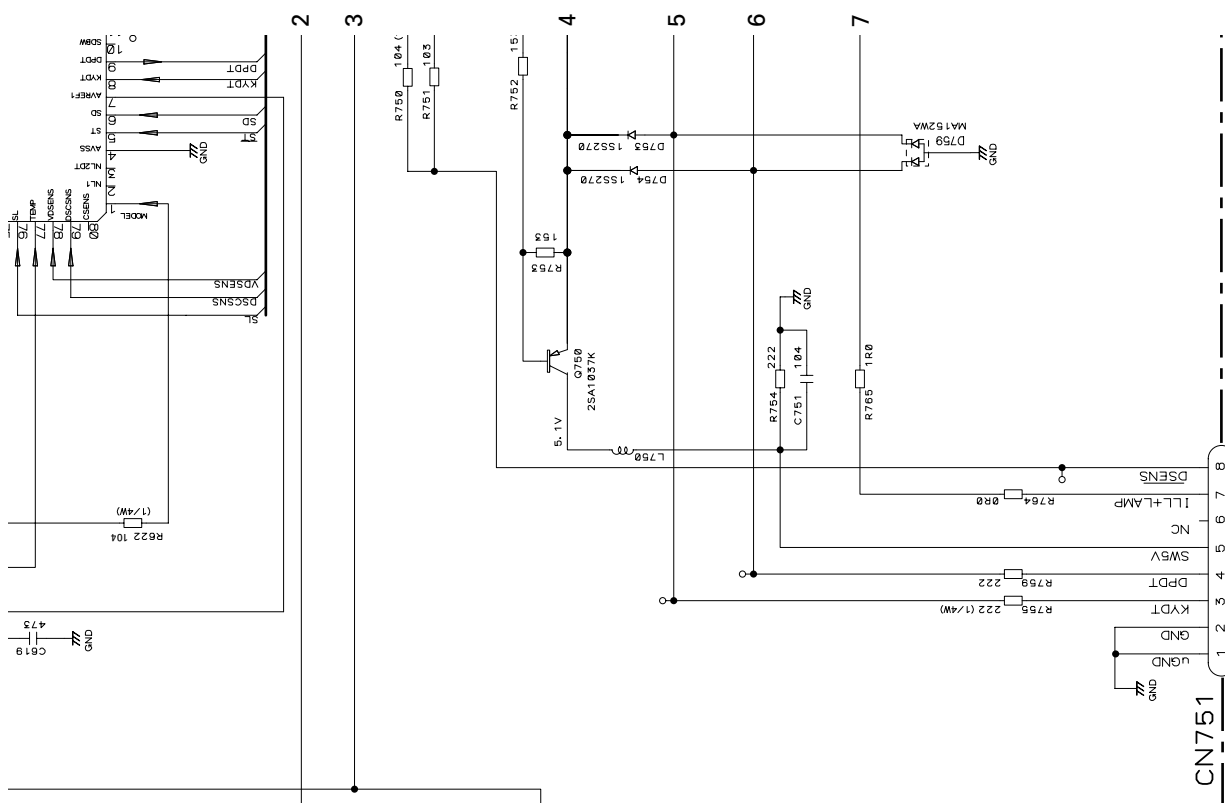 2
3
4
5
6
7
SDBW
10
DPDT
9
DPDT
KYDT
8
KYDT
AVREF1
7
SD
6
SD
ST
5
ST
AVSS
4
GND
NL2DT
3
NL1
2
MODEL
1
SL
76
TEMP
77
VDSENS
78
DSCSNS
79
CSENS
80
VDSENS
DSCSNS
SL
R750
104 (
R751
103
R752
15
D753
1SS270
D754
1SS270
D759
MA152WA
GND
153
R753
Q750
2SA1037K
5.1V
L750
R754
222
C751
104
GND
R765
1R0
(1/4W)
R622 104
473
C619
GND
DSENS
8
R764
0R0
ILL+LAMP
7
NC
6
SW5V
5
R759
222
DPDT
4
R755
222 (1/4W)
KYDT
3
GND
2
uGND
1
GND
CN751